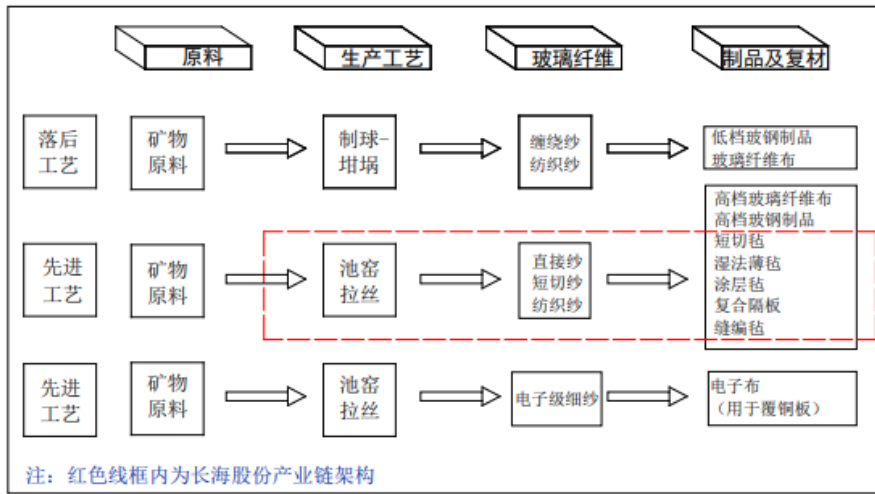 原料
生产工艺
玻璃纤维
制品及复材
落后
工艺
矿物
原料
制球-
坩埚
缠绕纱
纺织纱
低档玻钢制品
玻璃纤维布
先进
工艺
矿物
原料
池窑
拉丝
直接纱
短切纱
纺织纱
高档玻璃纤维布
高档玻钢制品
短切毡
湿法薄毡
涂层毡
复合隔板
缝编毡
先进
工艺
矿物
原料
池窑
拉丝
电子级细纱
电子布
（用于覆铜板）
注：红色线框内为长海股份产业链架构